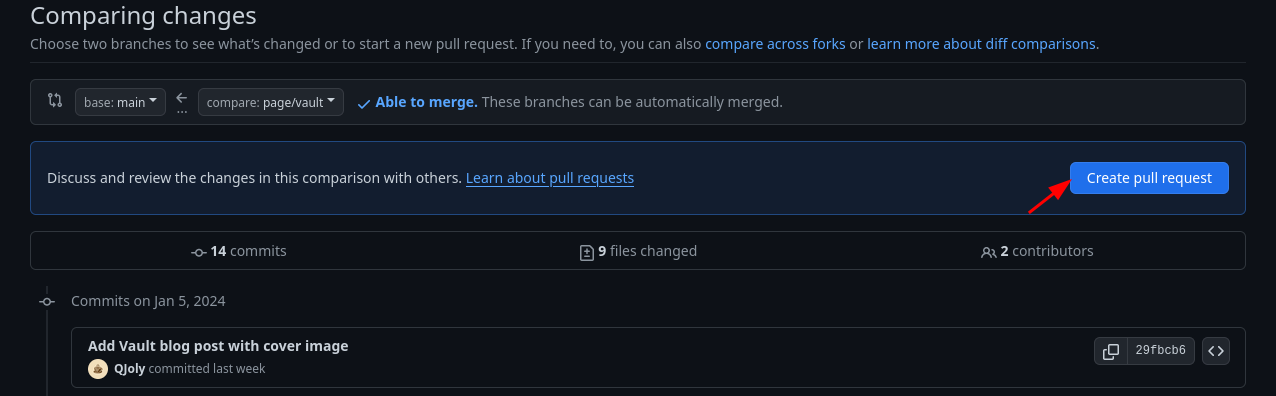 Comparing changes
Choose two branches to see what's changed or to start a new pull request. If you need to, you can also compare across forks or learn more about diff comparisons.
base: main compare: page/vault Able to merge. These branches can be automatically merged.
Discuss and review the changes in this comparison with others. Learn about pull requests Create pull request
14 commits 9 files changed 2 contributors
Commits on Jan 5, 2024
Add Vault blog post with cover image
29fbcb6
QJoly committed last week